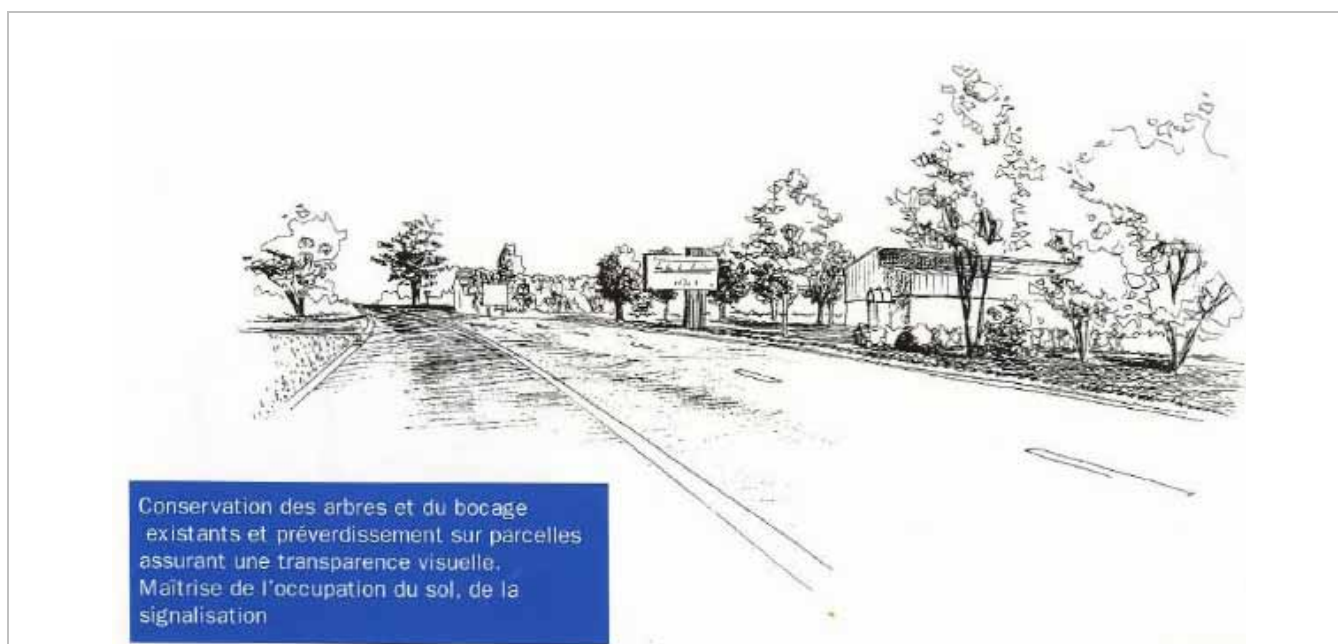 Conservation des arbres et du bocage
existants et préverdissement sur parcelles
assurant une transparence visuelle.
Maîtrise de l'occupation du sol, de la
signalisation